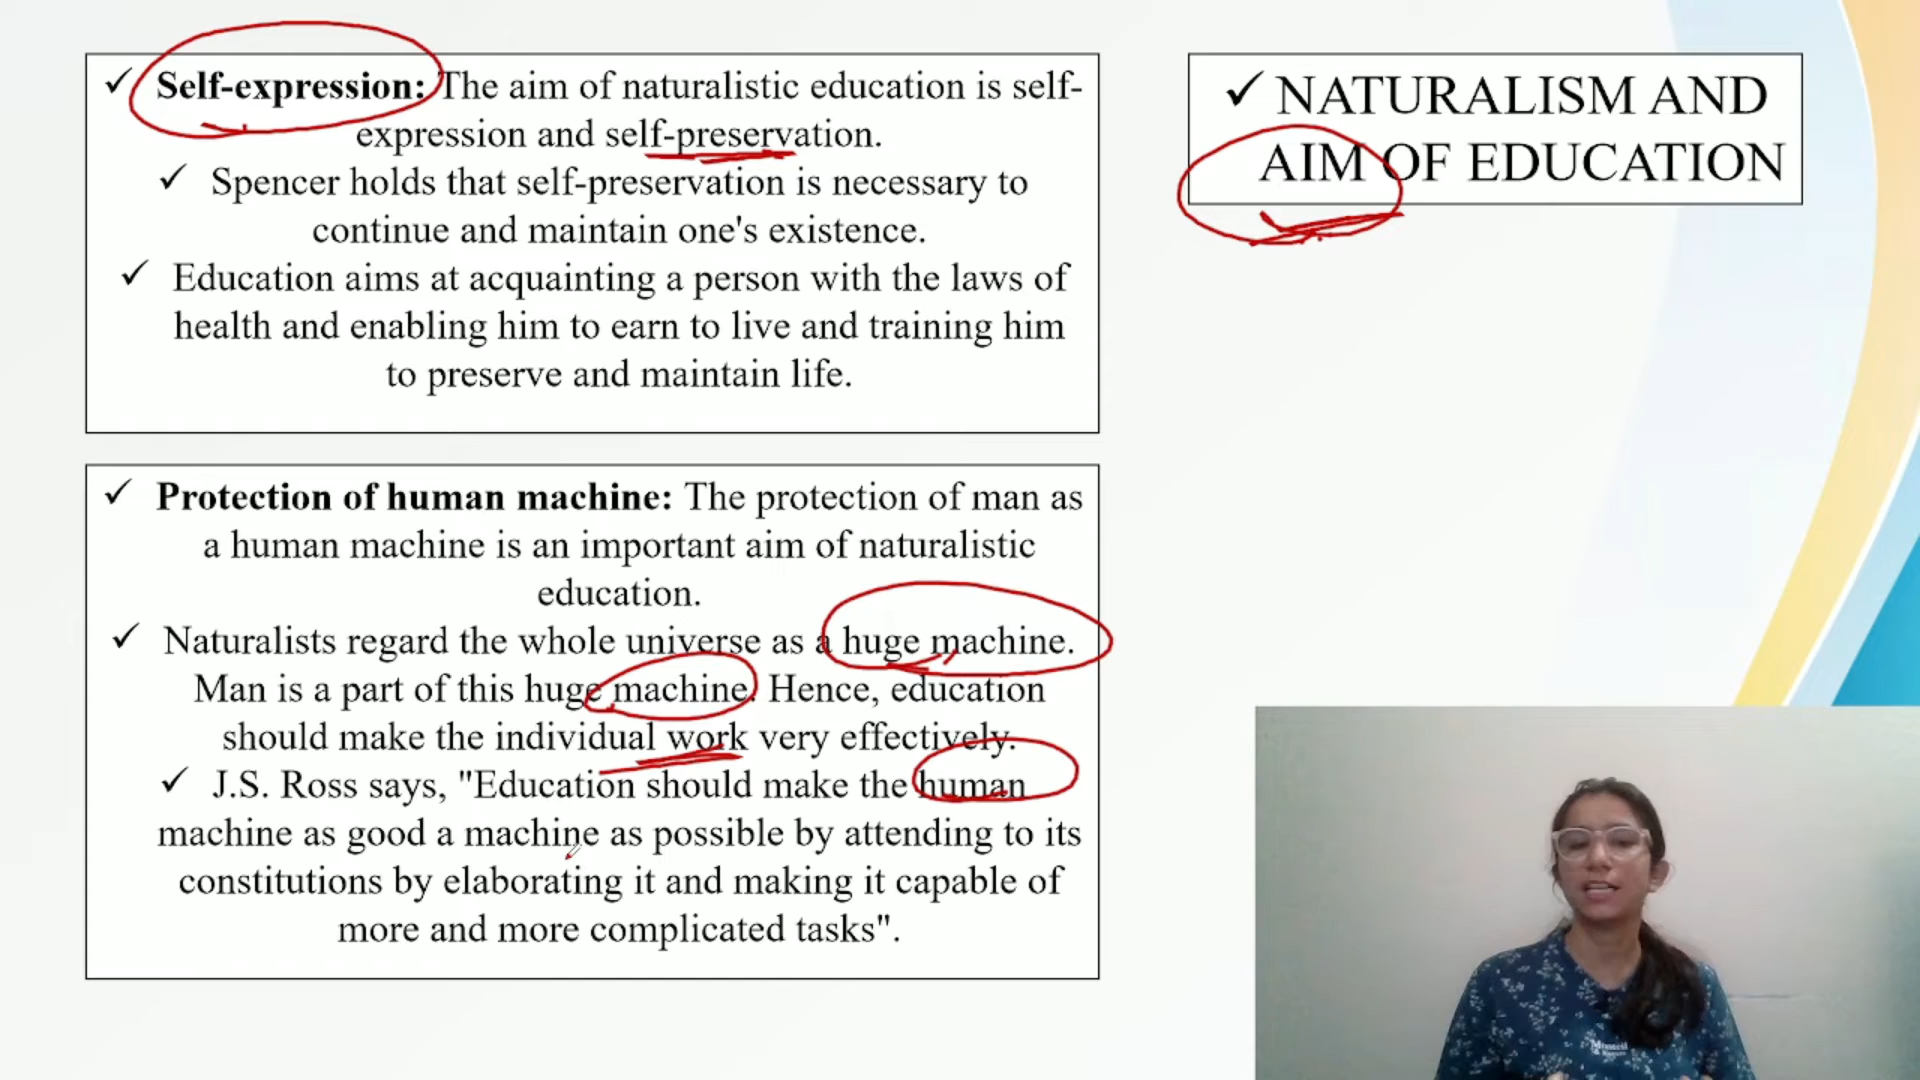 ✓ Self-expression: The aim of naturalistic education is self-
expression and self-preservation.
✓ Spencer holds that self-preservation is necessary to
continue and maintain one's existence.
✓ Education aims at acquainting a person with the laws of
health and enabling him to earn to live and training him
to preserve and maintain life.
✓ Protection of human machine: The protection of man as
a human machine is an important aim of naturalistic
education.
✓ Naturalists regard the whole universe as a huge machine.
Man is a part of this huge machine. Hence, education
should make the individual work very effectively.
✓ J.S. Ross says, "Education should make the human
machine as good a machine as possible by attending to its
constitutions by elaborating it and making it capable of
more and more complicated tasks".
✓ NATURALISM AND
AIM OF EDUCATION